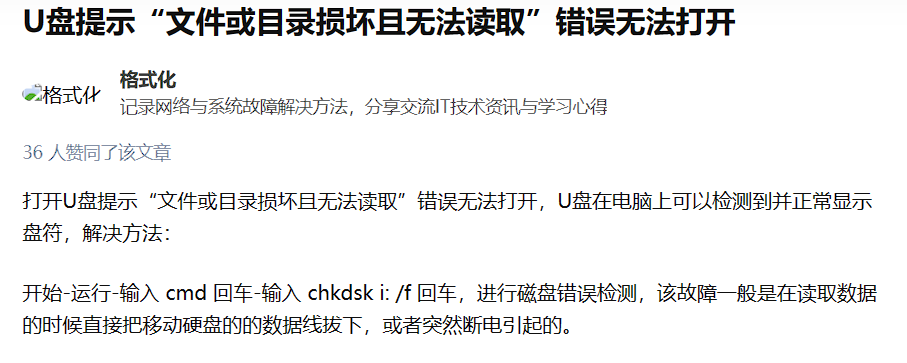 U盘提示“文件或目录损坏且无法读取”错误无法打开
格式化
格式化
记录网络与系统故障解决方法，分享交流IT技术资讯与学习心得
36 人赞同了该文章
打开U盘提示“文件或目录损坏且无法读取”错误无法打开，U盘在电脑上可以检测到并正常显示
盘符，解决方法：
开始-运行-输入 cmd 回车-输入 chkdsk i: /f 回车，进行磁盘错误检测，该故障一般是在读取数据
的时候直接把移动硬盘的的数据线拔下，或者突然断电引起的。